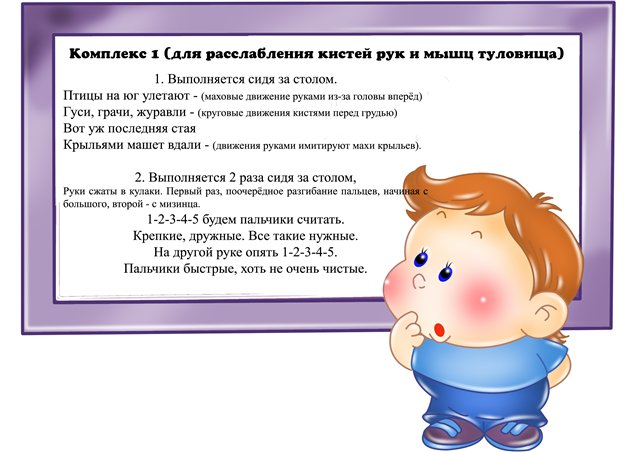 Комплекс 1 (для расслабления кистей рук и мышц туловища)
1. Выполняется сидя за столом.
Птицы на юг улетают - (маховые движение руками из-за головы вперёд)
Гуси, грачи, журавли - (круговые движения кистями перед грудью)
Вот уж последняя стая
Крыльями машет вдали - (движения руками имитируют махи крыльев).
2. Выполняется 2 раза сидя за столом,
Руки сжаты в кулаки. Первый раз, поочерёдное разгибание пальцев, начиная с
большого, второй - с мизинца.
1-2-3-4-5 будем пальчики считать.
Крепкие, дружные. Все такие нужные.
На другой руке опять 1-2-3-4-5.
Пальчики быстрые, хоть не очень чистые.